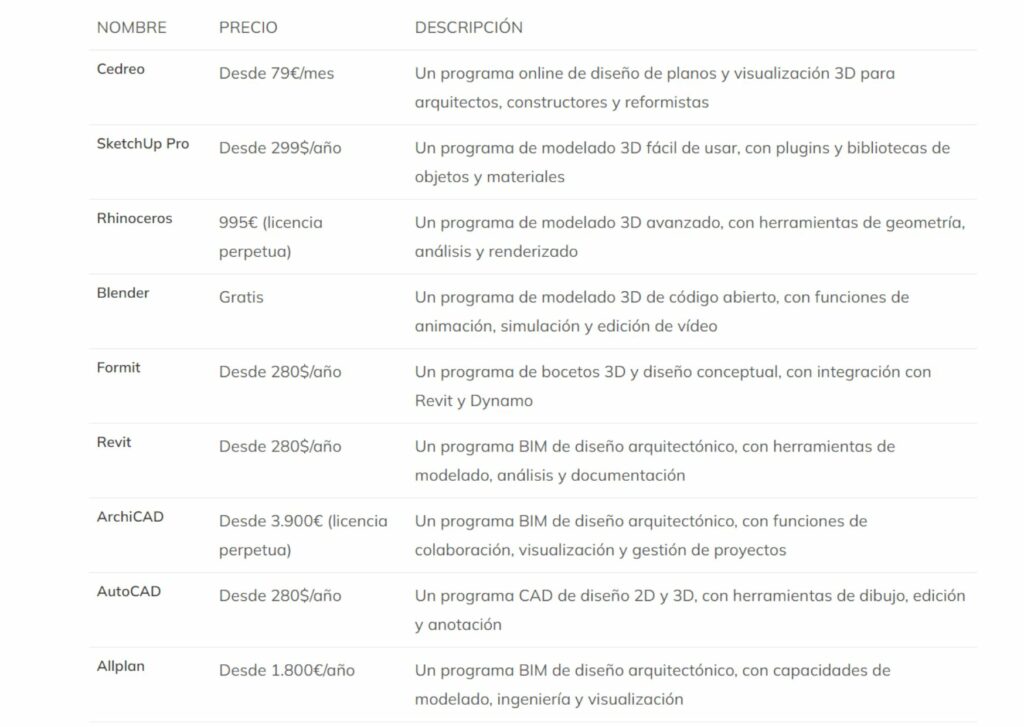 NOMBRE PRECIO DESCRIPCIÓN
Cedreo Desde 79€/mes Un programa online de diseño de planos y visualización 3D para
arquitectos, constructores y reformistas
SketchUp Pro Desde 299$/año Un programa de modelado 3D fácil de usar, con plugins y bibliotecas de
objetos y materiales
Rhinoceros 995€ (licencia Un programa de modelado 3D avanzado, con herramientas de geometría,
perpetua) análisis y renderizado
Blender Gratis Un programa de modelado 3D de código abierto, con funciones de
animación, simulación y edición de vídeo
Formit Desde 280$/año Un programa de bocetos 3D y diseño conceptual, con integración con
Revit y Dynamo
Revit Desde 280$/año Un programa BIM de diseño arquitectónico, con herramientas de
modelado, análisis y documentación
ArchiCAD Desde 3.900€ (licencia Un programa BIM de diseño arquitectónico, con funciones de
perpetua) colaboración, visualización y gestión de proyectos
AutoCAD Desde 280$/año Un programa CAD de diseño 2D y 3D, con herramientas de dibujo, edición
y anotación
Allplan Desde 1.800€/año Un programa BIM de diseño arquitectónico, con capacidades de
modelado, ingeniería y visualización